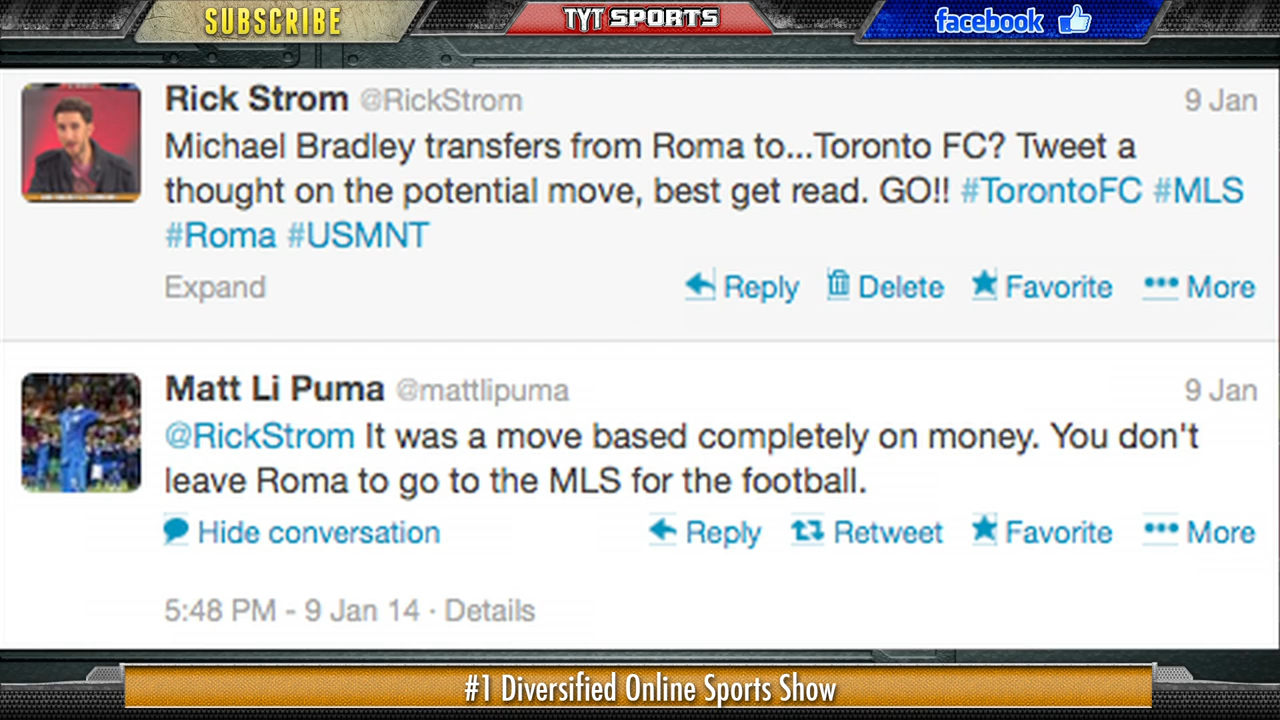 SUBSCRIBE
TYT SPORTS
facebook
Rick Strom @RickStrom 9 Jan
Michael Bradley transfers from Roma to...Toronto FC? Tweet a
thought on the potential move, best get read. GO!! #TorontoFC #MLS
#Roma #USMNT
Expand Reply Delete Favorite More
Matt Li Puma @mattlipuma 9 Jan
@RickStrom It was a move based completely on money. You don't
leave Roma to go to the MLS for the football.
Hide conversation Reply Retweet Favorite More
5:48 PM - 9 Jan 14 · Details
#1 Diversified Online Sports Show